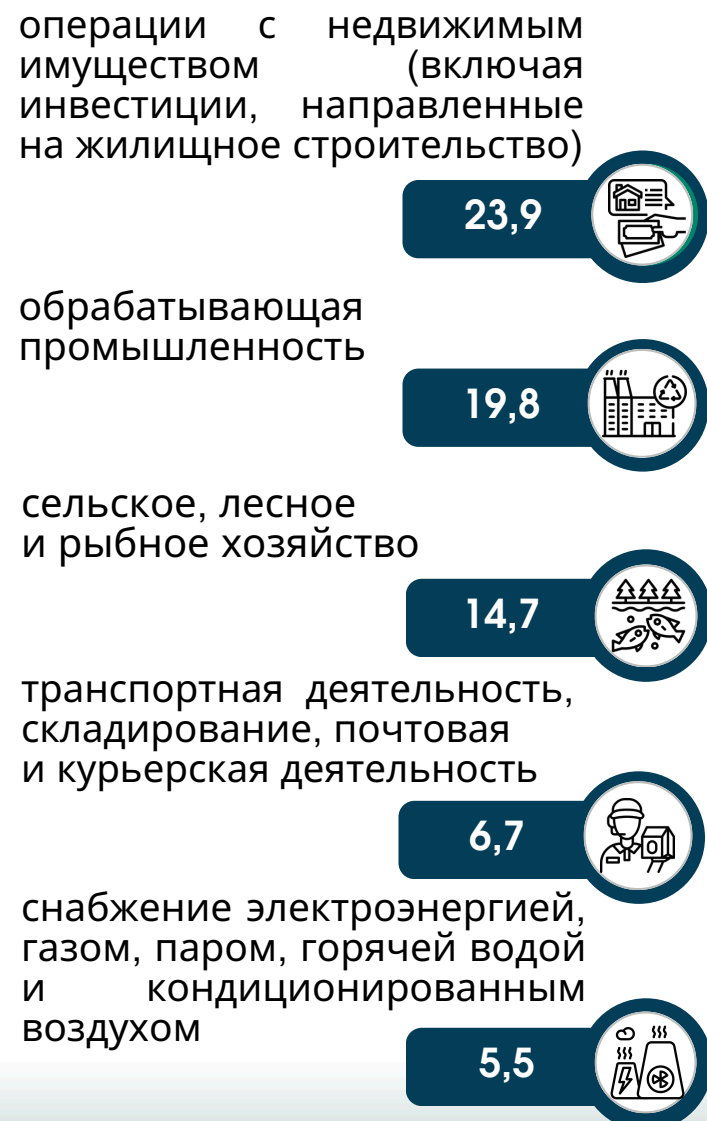 операции с недвижимым
имуществом (включая
инвестиции, направленные
на жилищное строительство)
23,9
обрабатывающая
промышленность
19,8
сельское, лесное
и рыбное хозяйство
14,7
транспортная деятельность,
складирование, почтовая
и курьерская деятельность
6,7
снабжение электроэнергией,
газом, паром, горячей водой
и кондиционированным
воздухом
5,5